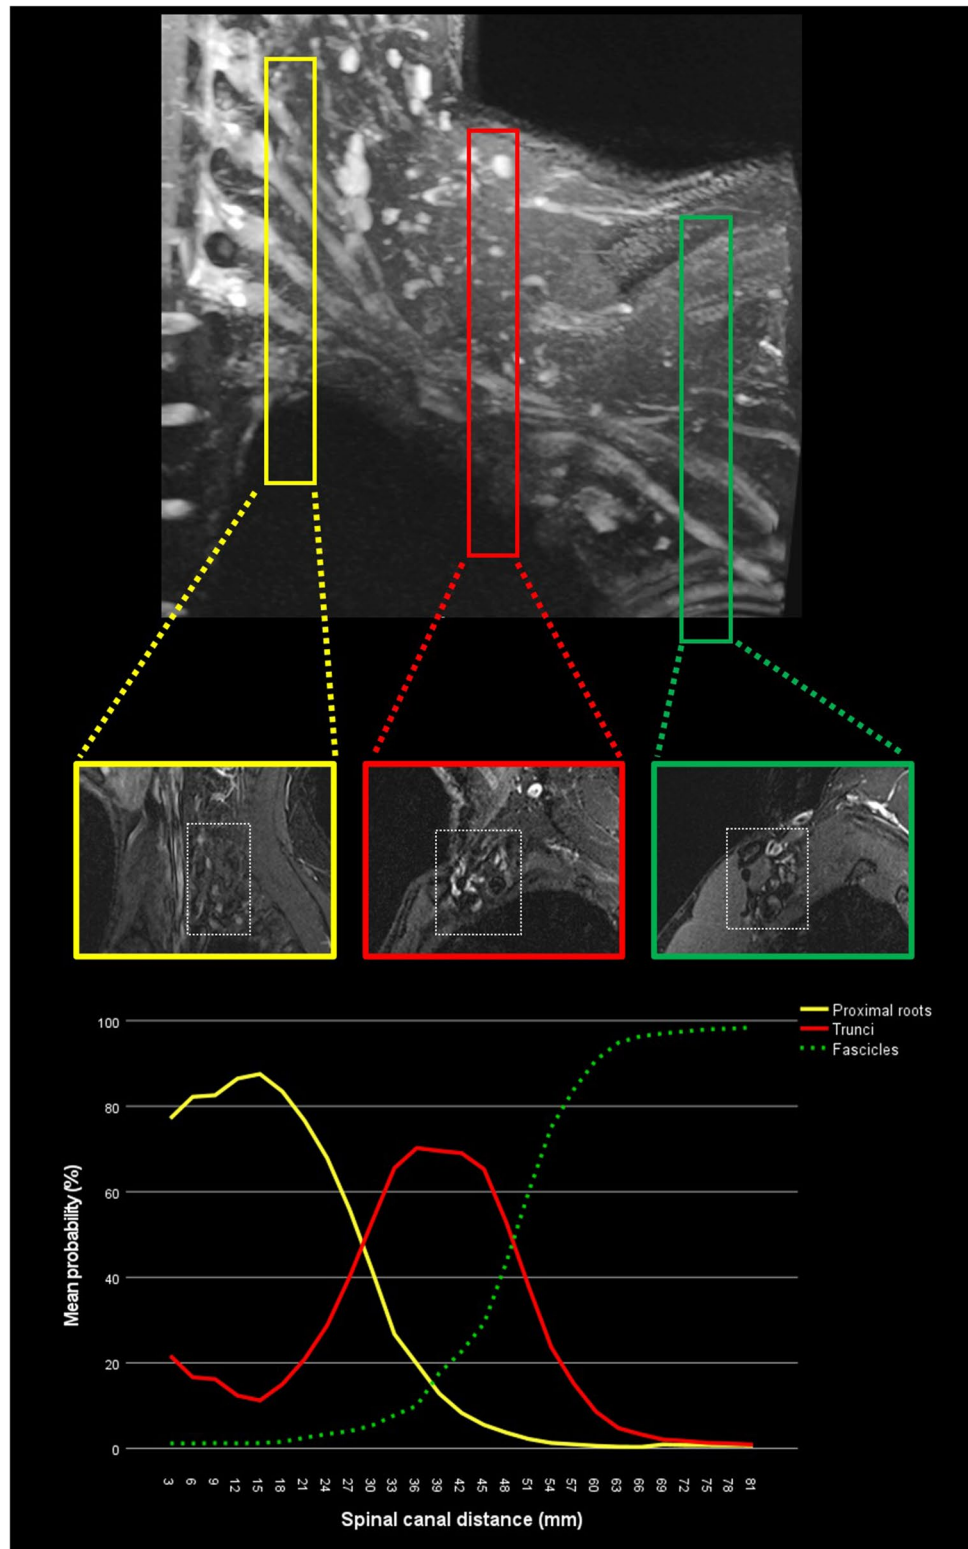 Proximal roots
Trunci
Fascicles
100
80
60
40
20
0
Mean probability (%)
3 6 9 12 15 18 21 24 27 30 33 36 39 42 45 48 51 54 57 60 63 66 69 72 75 78 81
Spinal canal distance (mm)